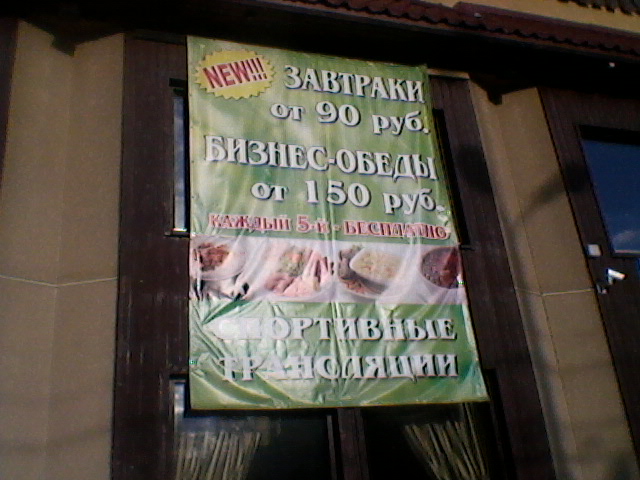 NEW!!!
ЗАВТРАКИ
от 90 руб.
БИЗНЕС-ОБЕДЫ
от 150 руб.
КАЖДЫЙ 5-й - БЕСПЛАТНО
СПОРТИВНЫЕ
ТРАНСЛЯЦИИ